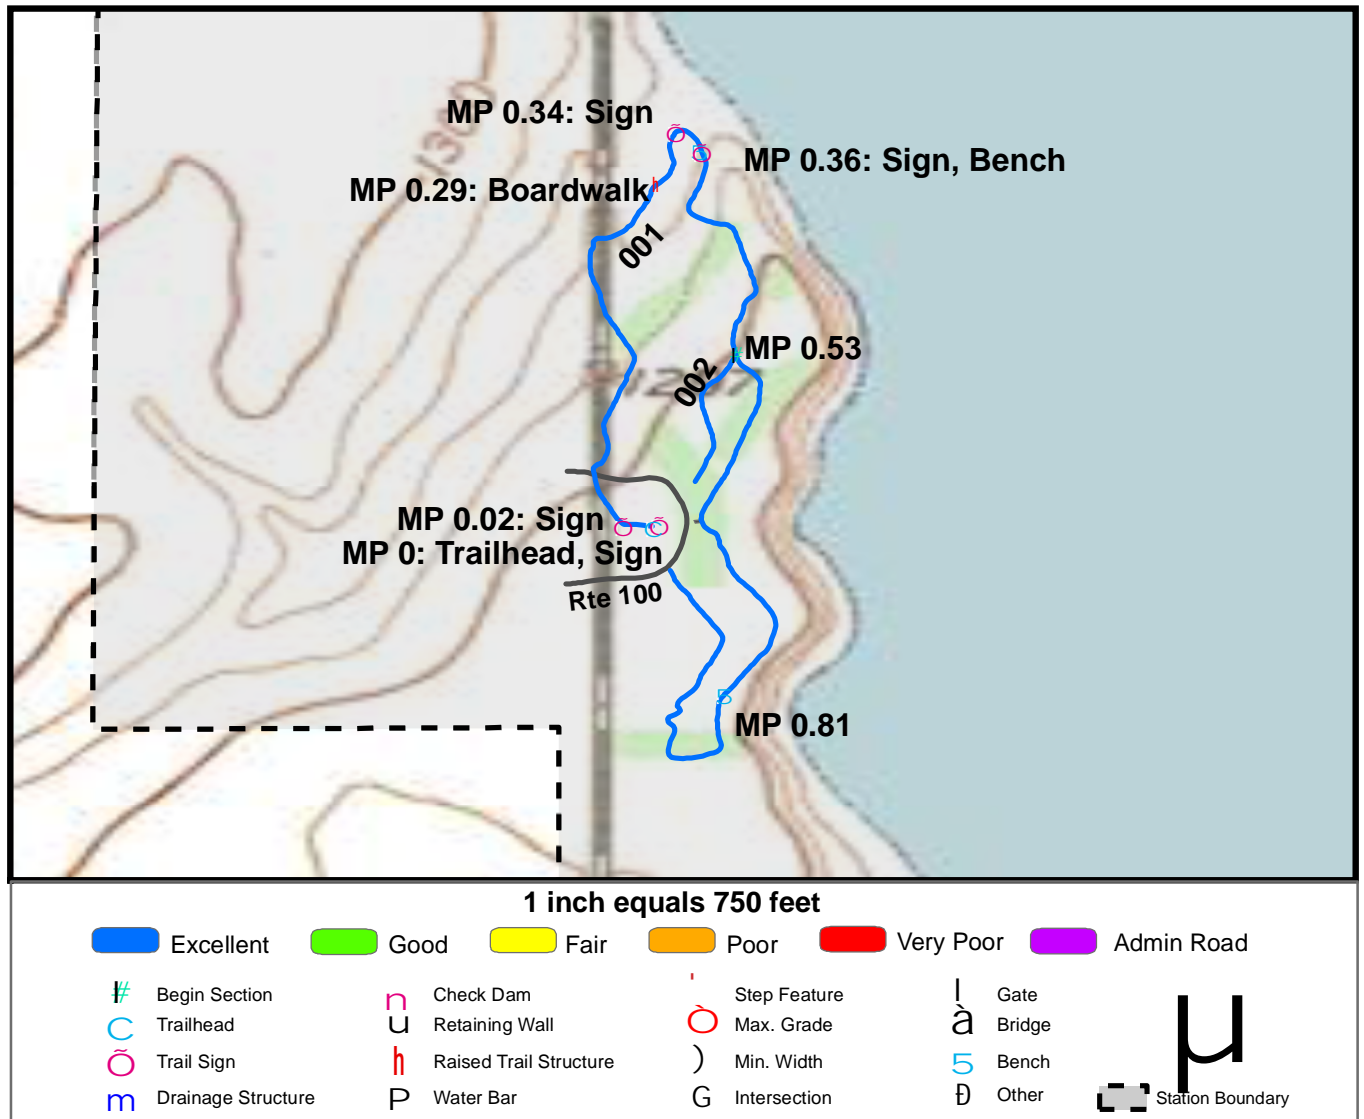 1300
MP 0.34: Sign
MP 0.36: Sign, Bench
MP 0.29: Boardwalk
001
MP 0.53
002
MP 0.02: Sign
MP 0: Trailhead, Sign
Rte 100
MP 0.81
1 inch equals 750 feet
Excellent Good Fair Poor Very Poor Admin Road
# Begin Section n Check Dam ' Step Feature l Gate
C Trailhead u Retaining Wall Ò Max. Grade à Bridge
Õ Trail Sign h Raised Trail Structure ) Min. Width 5 Bench
m Drainage Structure P Water Bar G Intersection Ð Other Station Boundary
µ